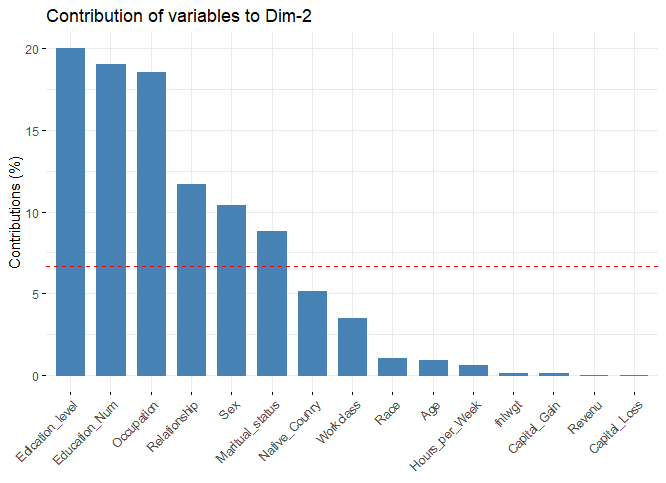 Contribution of variables to Dim-2
Contributions (%)
20
15
10
5
0
Edication_level
Education_Num
Occupation
Relationship
Sex
Maritual_status
Native_Counry
Workclass
Race
Age
Hours_per_Week
fnlwgt
Capital_Gain
Revenu
Capital_Loss